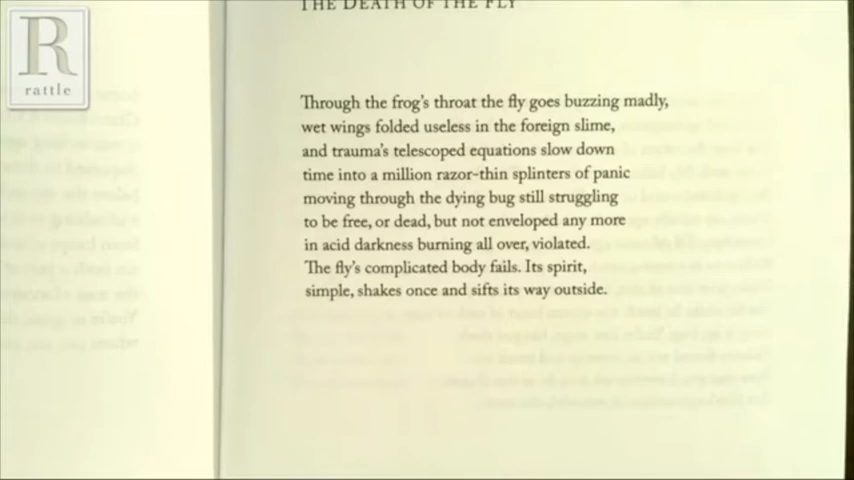 R
rattle
THE DEATH OF THE FLY
Through the frog's throat the fly goes buzzing madly,
wet wings folded useless in the foreign slime,
and trauma's telescoped equations slow down
time into a million razor-thin splinters of panic
moving through the dying bug still struggling
to be free, or dead, but not enveloped any more
in acid darkness burning all over, violated.
The fly's complicated body fails. Its spirit,
simple, shakes once and sifts its way outside.